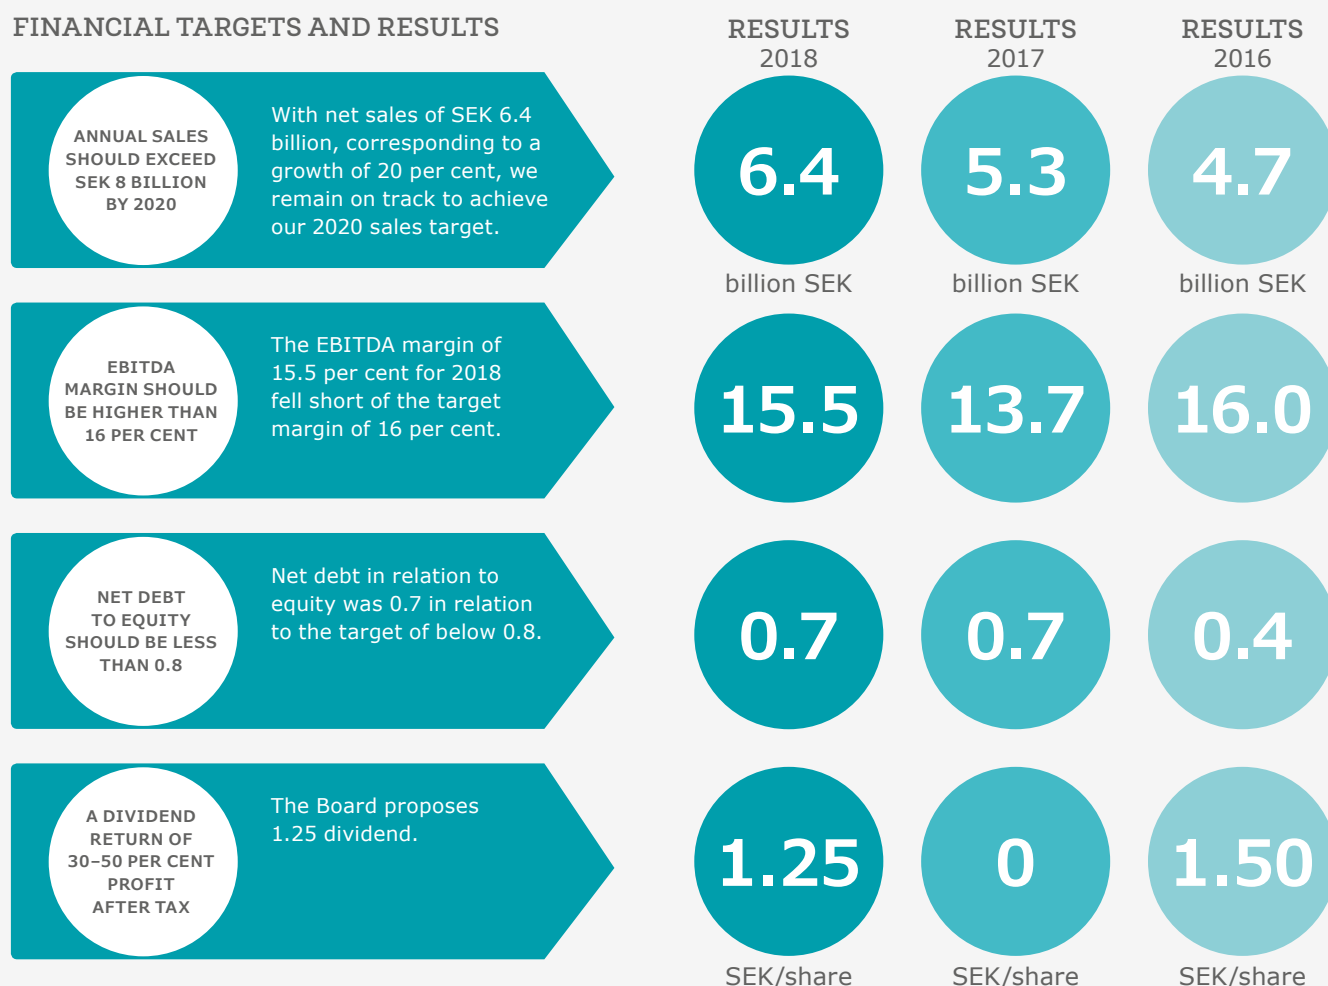 FINANCIAL TARGETS AND RESULTS
RESULTS
2018
RESULTS
2017
RESULTS
2016
ANNUAL SALES
SHOULD EXCEED
SEK 8 BILLION
BY 2020
With net sales of SEK 6.4
billion, corresponding to a
growth of 20 per cent, we
remain on track to achieve
our 2020 sales target.
6.4
billion SEK
5.3
billion SEK
4.7
billion SEK
EBITDA
MARGIN SHOULD
BE HIGHER THAN
16 PER CENT
The EBITDA margin of
15.5 per cent for 2018
fell short of the target
margin of 16 per cent.
15.5
13.7
16.0
NET DEBT
TO EQUITY
SHOULD BE LESS
THAN 0.8
Net debt in relation to
equity was 0.7 in relation
to the target of below 0.8.
0.7
0.7
0.4
A DIVIDEND
RETURN OF
30–50 PER CENT
PROFIT
AFTER TAX
The Board proposes
1.25 dividend.
1.25
SEK/share
0
SEK/share
1.50
SEK/share